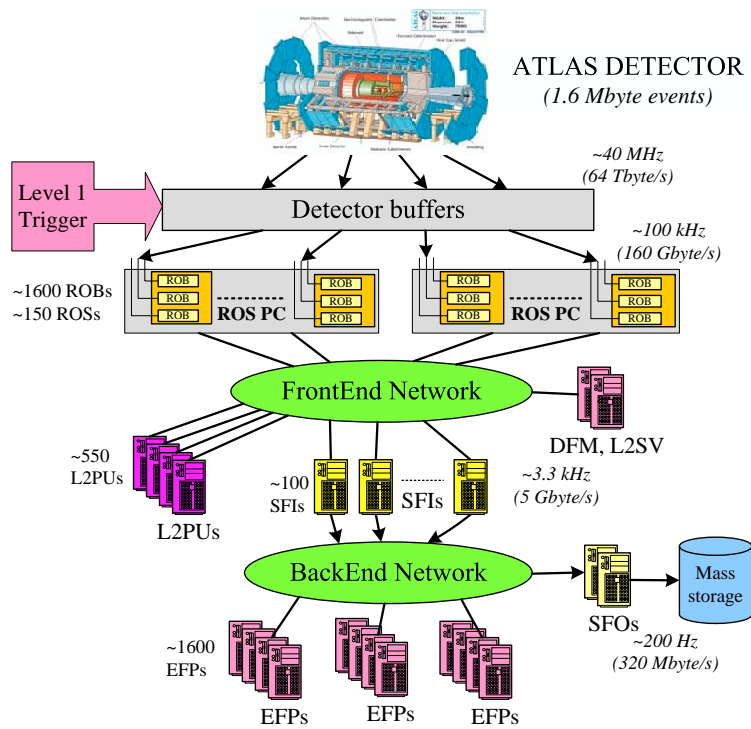 ATLAS DETECTOR
(1.6 Mbyte events)
~40 MHz
(64 Tbyte/s)
Level 1
Trigger
Detector buffers
~100 kHz
(160 Gbyte/s)
~1600 ROBs
~150 ROSs
ROB
ROB
ROB
ROS PC
ROB
ROB
ROB
ROB
ROB
ROB
ROS PC
ROB
ROB
ROB
FrontEnd Network
DFM, L2SV
~550
L2PUs
L2PUs
~100
SFIs
SFIs
~3.3 kHz
(5 Gbyte/s)
BackEnd Network
SFOs
Mass
storage
~200 Hz
(320 Mbyte/s)
~1600
EFPs
EFPs
EFPs
EFPs